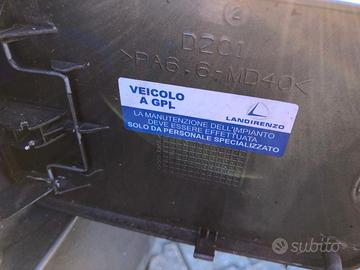 2
D201
>PA6.6-MD40<
VEICOLO
A GPL
LANDIRENZO
LA MANUTENZIONE DELL'IMPIANTO
DEVE ESSERE EFFETTUATA
SOLO DA PERSONALE SPECIALIZZATO
subito